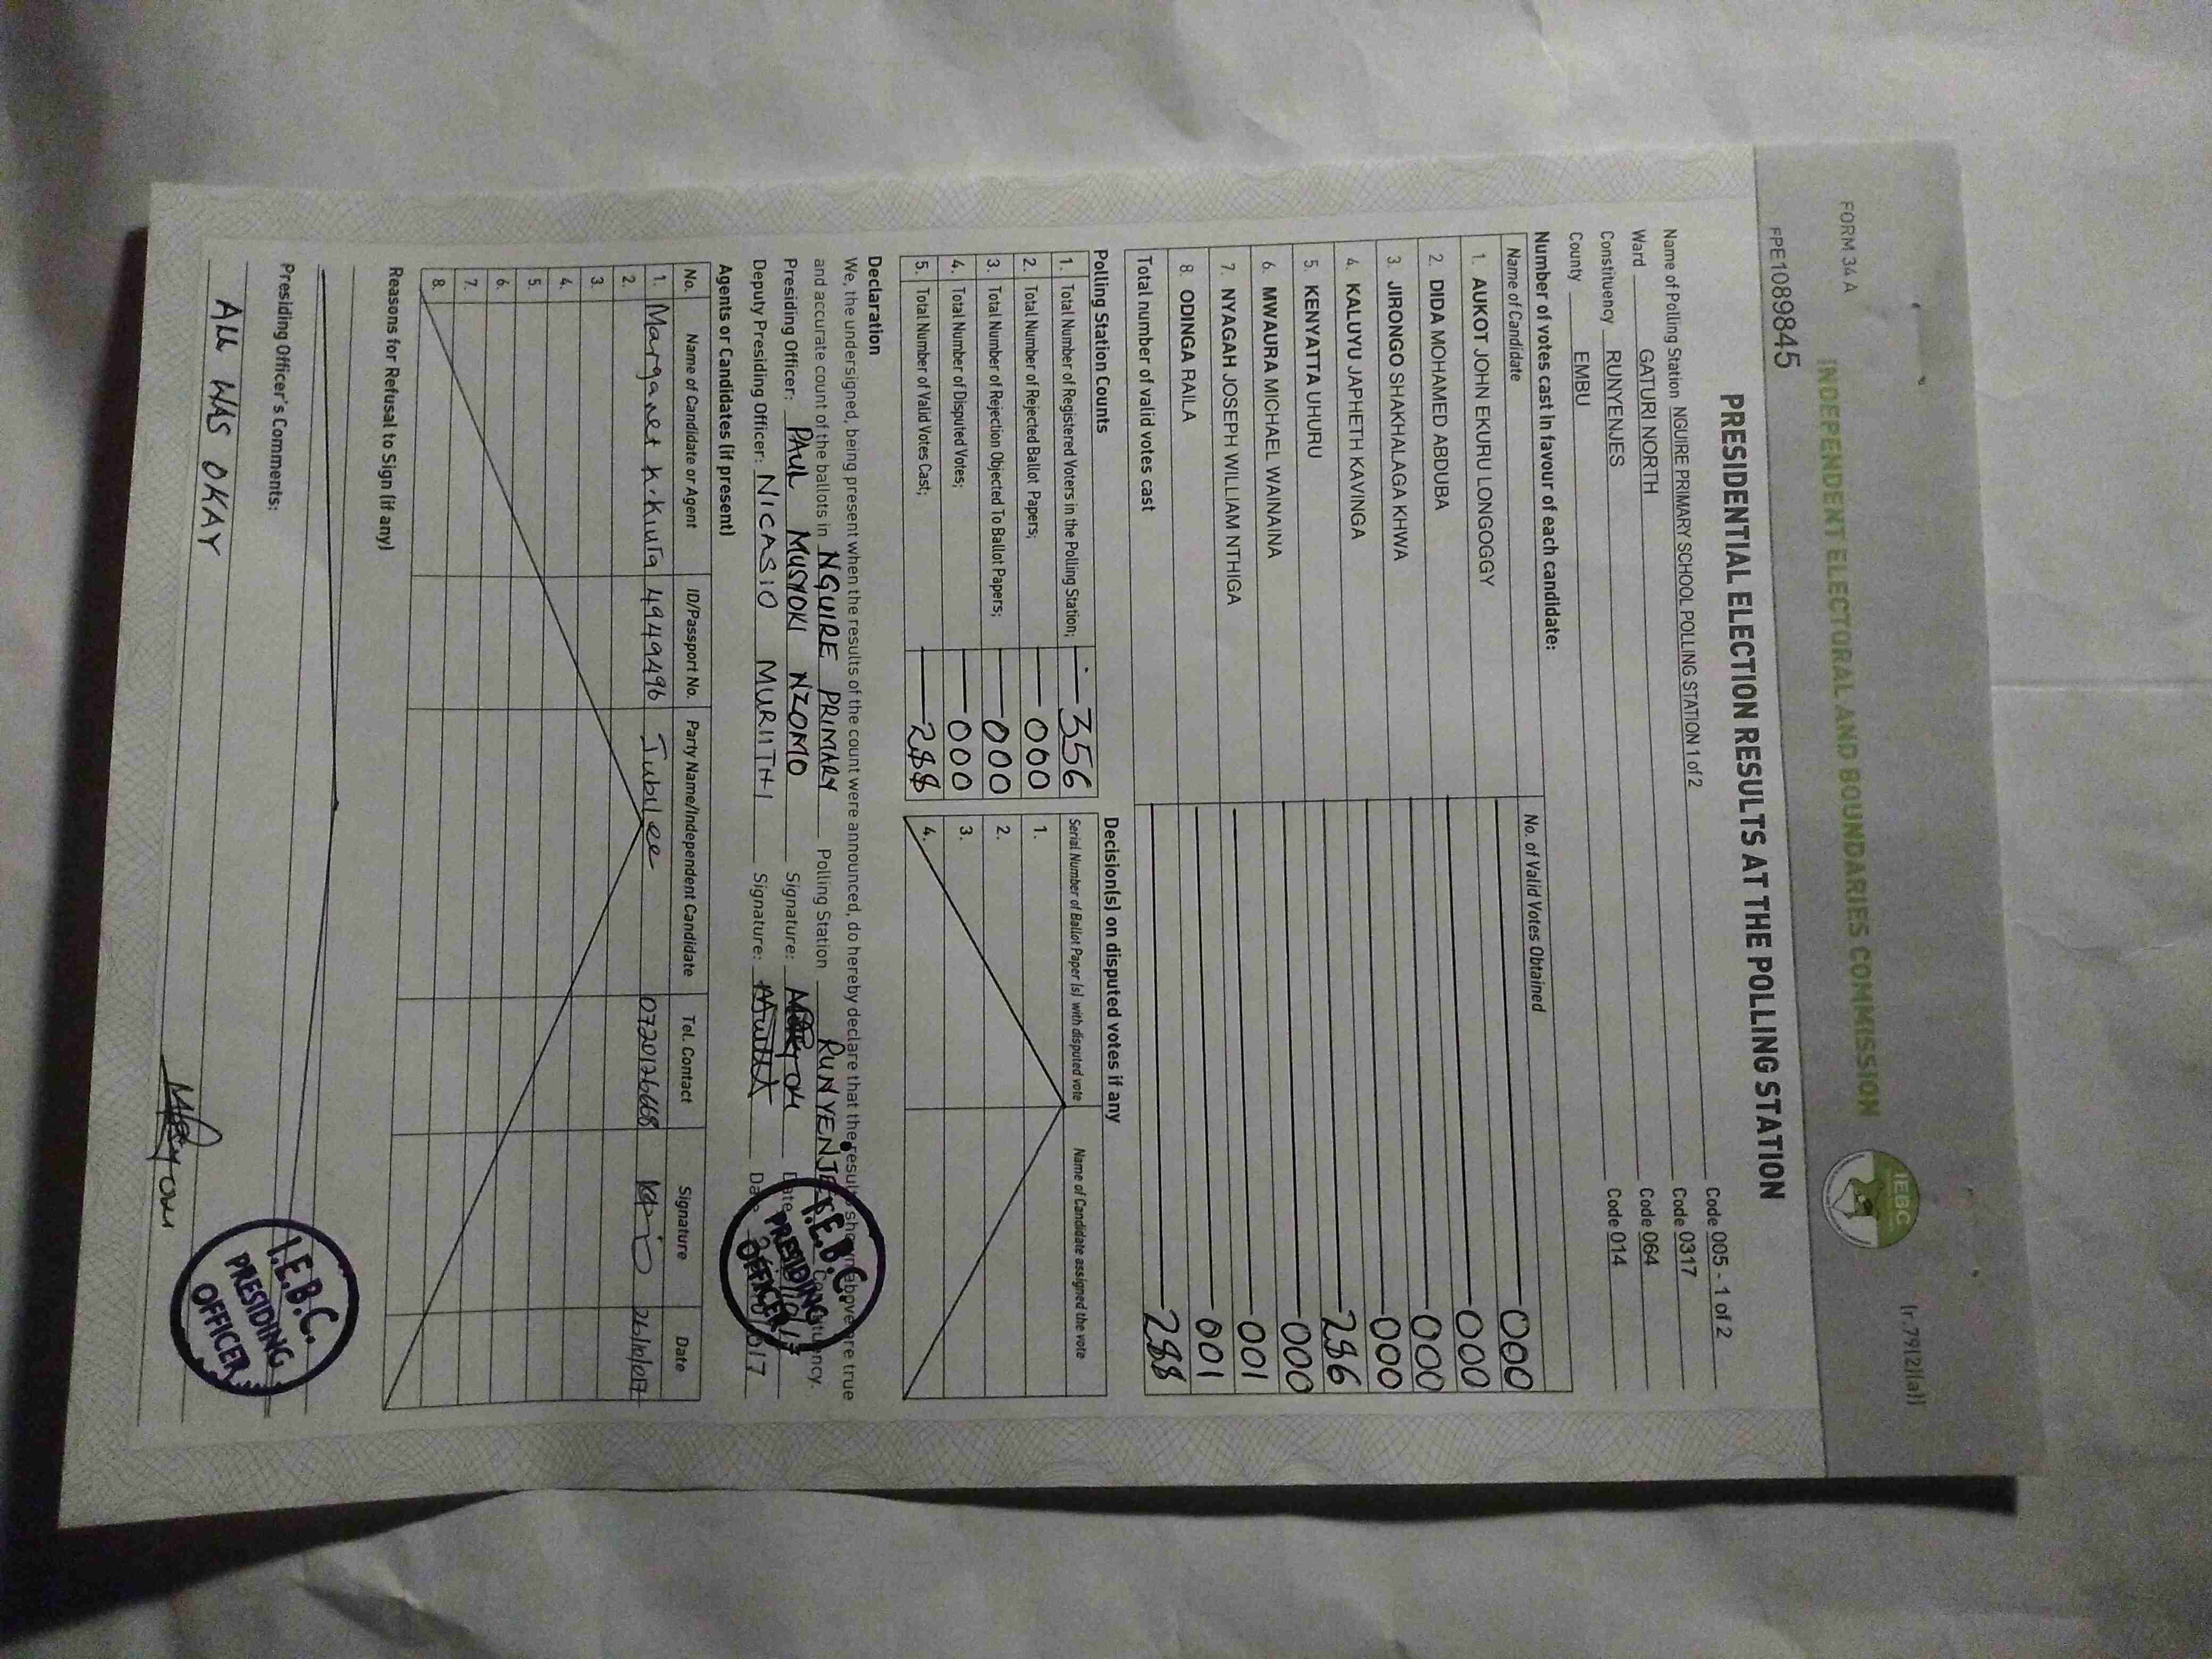 FORM 34A (r.79(2)(a))
INDEPENDENT ELECTORAL AND BOUNDARIES COMMISSION IEBC
FPE1089845
PRESIDENTIAL ELECTION RESULTS AT THE POLLING STATION
Name of Polling Station NGUIRE PRIMARY SCHOOL POLLING STATION 1 of 2 Code 005 - 1 of 2
Ward GATURI NORTH Code 0317
Constituency RUNYENJES Code 064
County EMBU Code 014
Number of votes cast in favour of each candidate:
Name of Candidate No. of Valid Votes Obtained
1. AUKOT JOHN EKURU LONGOGGY 000
2. DIDA MOHAMED ABDUBA 000
3. JIRONGO SHAKHALAGA KHWA 000
4. KALUYU JAPHETH KAVINGA 000
5. KENYATTA UHURU 286
6. MWAURA MICHAEL WAINAINA 000
7. NYAGAH JOSEPH WILLIAM NTHIGA 001
8. ODINGA RAILA 001
Total number of valid votes cast 288
Polling Station Counts
1. Total Number of Registered Voters in the Polling Station; 356
2. Total Number of Rejected Ballot Papers; 000
3. Total Number of Rejection Objected To Ballot Papers; 000
4. Total Number of Disputed Votes; 000
5. Total Number of Valid Votes Cast; 288
Decision(s) on disputed votes if any
Serial Number of Ballot Paper (s) with disputed vote Name of Candidate assigned the vote
1.
2.
3.
4.
Declaration
We, the undersigned, being present when the results of the count were announced, do hereby declare that the results shown above are true
and accurate count of the ballots in NGUIRE PRIMARY Polling Station RUNYENJES Constituency.
Presiding Officer: PAUL MUSYOKI NZOMO Signature: Date
Deputy Presiding Officer: NICASIO MURIITHI Signature: Date
I.E.B.C.
PRESIDING
OFFICER
Agents or Candidates (if present)
No. Name of Candidate or Agent ID/Passport No. Party Name/Independent Candidate Tel. Contact Signature Date
1. Margaret K. Kuta 4949496 Jubilee 0720126668 26/10/017
2.
3.
4.
5.
6.
7.
8.
Reasons for Refusal to Sign (if any)
Presiding Officer's Comments:
ALL WAS OKAY
I.E.B.C.
PRESIDING
OFFICER